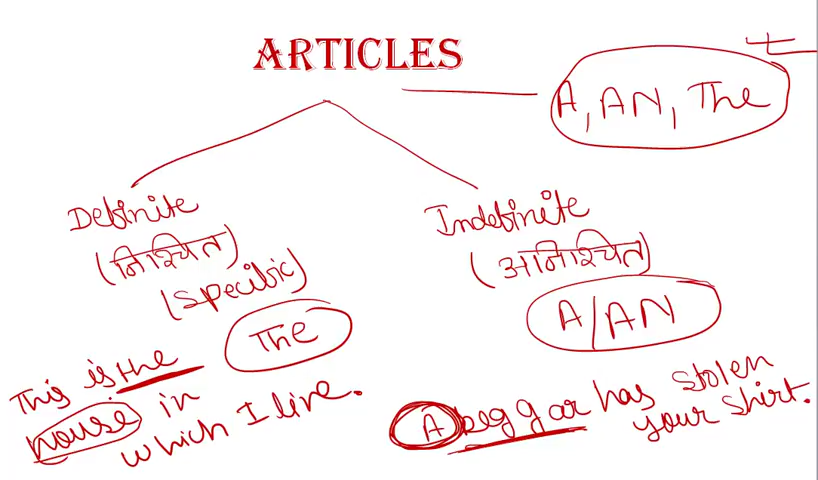 ARTICLES
A, AN, The
Definite
(निश्चित)
(Specific)
The
This is the
house in
which I live.
Indefinite
(अनिश्चित)
A/AN
A beggar has stolen
your shirt.